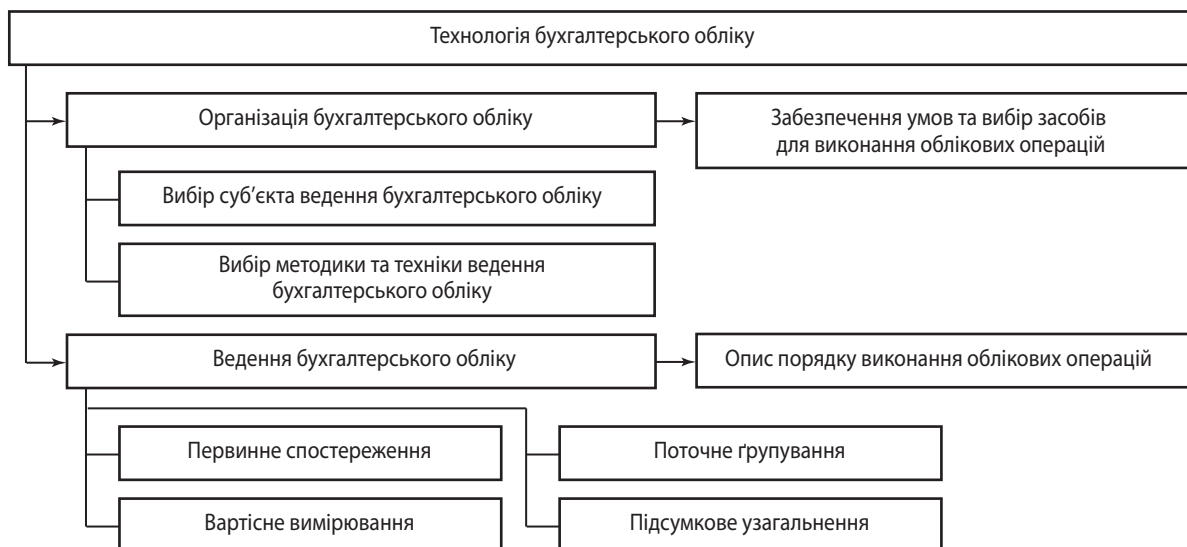 Технологія бухгалтерського обліку
Організація бухгалтерського обліку
Забезпечення умов та вибір засобів
для виконання облікових операцій
Вибір суб’єкта ведення бухгалтерського обліку
Вибір методики та техніки ведення
бухгалтерського обліку
Ведення бухгалтерського обліку
Опис порядку виконання облікових операцій
Первинне спостереження
Поточне ґрупування
Вартісне вимірювання
Підсумкове узагальнення